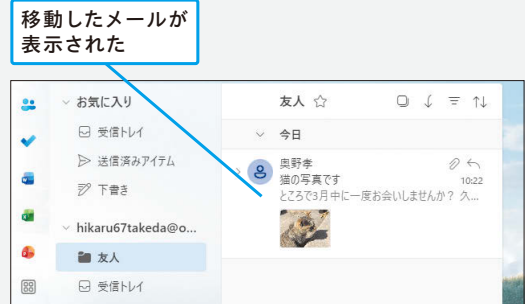 移動したメールが
表示された
お気に入り
受信トレイ
送信済みアイテム
下書き
hikaru67takeda@o...
友人
受信トレイ
友人
今日
奥野孝
猫の写真です
10:22
ところで3月中に一度お会いしませんか？ 久...